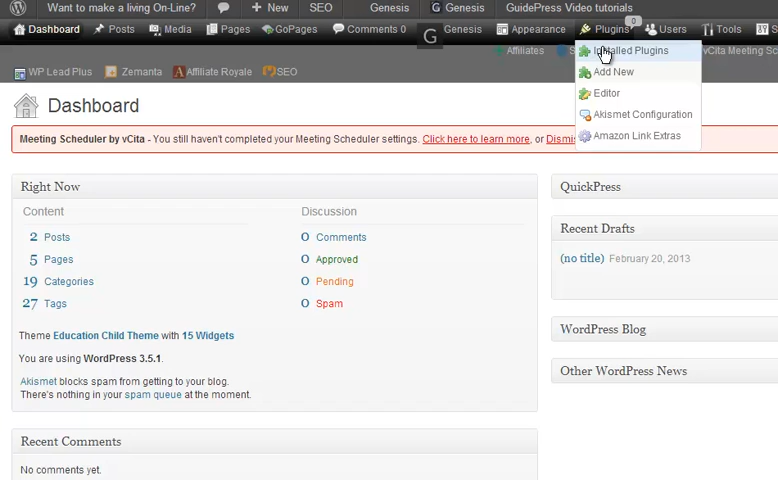 Want to make a living On-Line? + New SEO Genesis Genesis GuidePress Video tutorials
Dashboard Posts Media Pages GoPages Comments 0 Genesis Appearance Plugins 0 Users Tools
Affiliates vCita Meeting Sc
Installed Plugins
Add New
Editor
Akismet Configuration
Amazon Link Extras
WP Lead Plus Zemanta Affiliate Royale SEO
Dashboard
Meeting Scheduler by vCita - You still haven't completed your Meeting Scheduler settings. Click here to learn more, or Dismi
Right Now
Content Discussion
2 Posts 0 Comments
5 Pages 0 Approved
19 Categories 0 Pending
27 Tags 0 Spam
Theme Education Child Theme with 15 Widgets
You are using WordPress 3.5.1.
Akismet blocks spam from getting to your blog.
There's nothing in your spam queue at the moment.
Recent Comments
No comments yet.
QuickPress
Recent Drafts
(no title) February 20, 2013
WordPress Blog
Other WordPress News